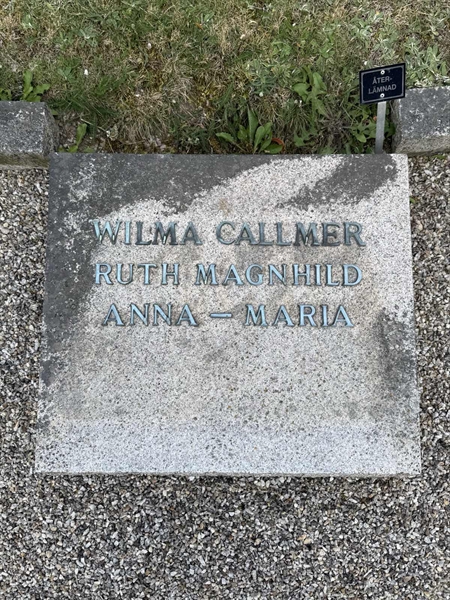 ÅTER-
LÄMNAD
WILMA CALLMER
RUTH MAGNHILD
ANNA – MARIA